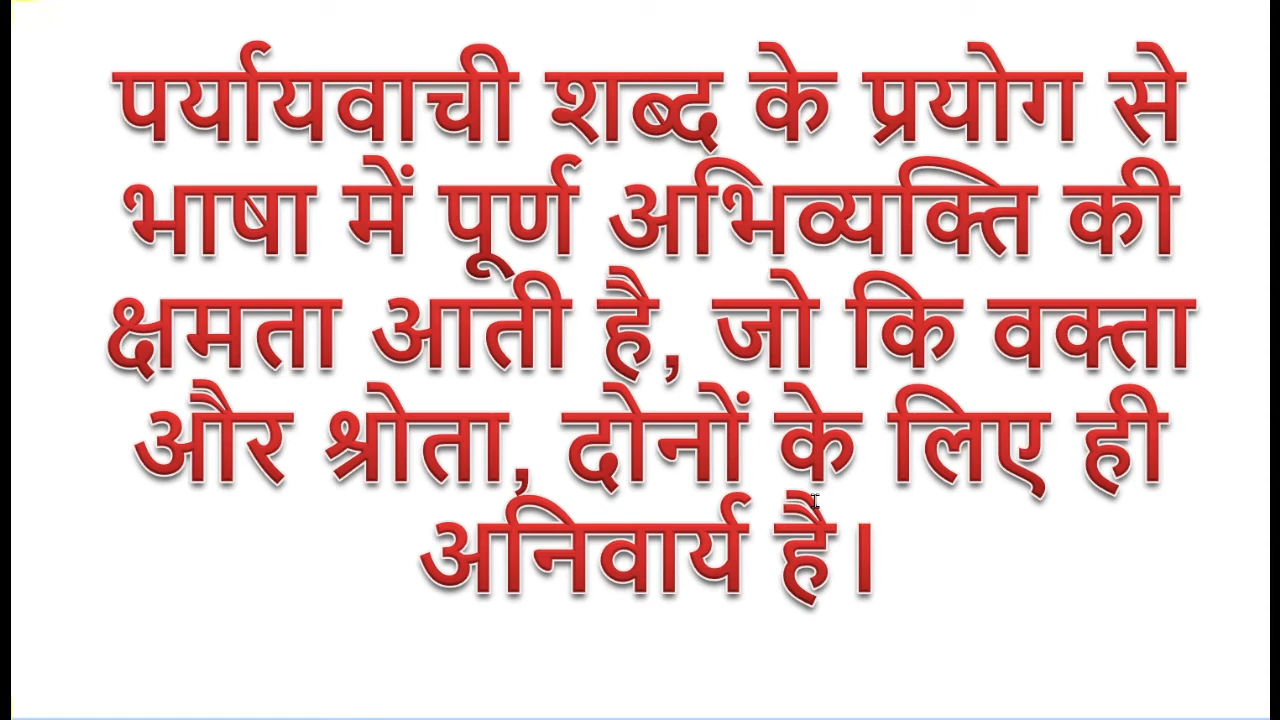 पर्यायवाची शब्द के प्रयोग से
भाषा में पूर्ण अभिव्यक्ति की
क्षमता आती है, जो कि वक्ता
और श्रोता, दोनों के लिए ही
अनिवार्य है।